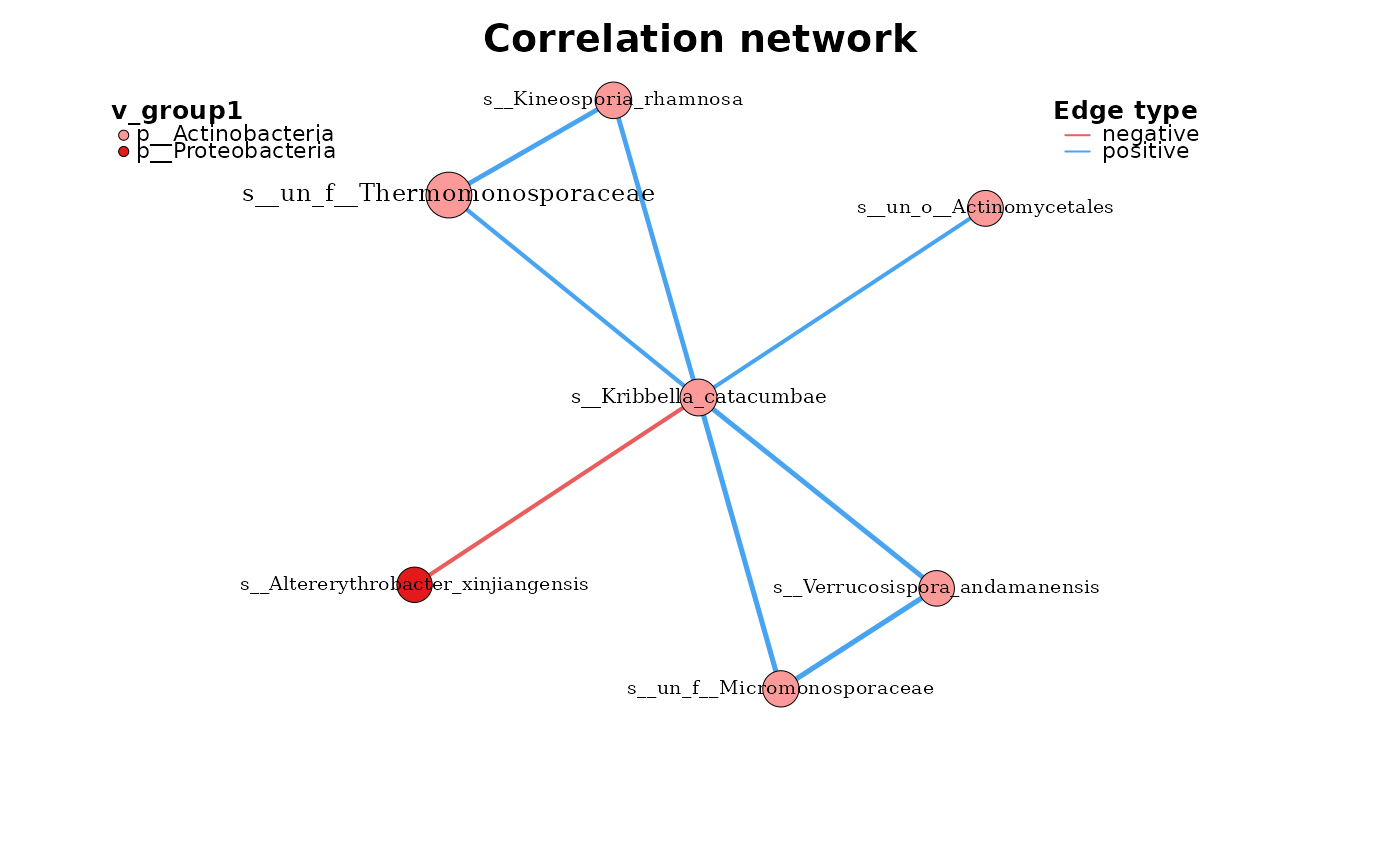 Correlation network
v_group1
p__Actinobacteria
p__Proteobacteria
Edge type
negative
positive
s__Kineosporia_rhamnosa
s__un_f__Thermomonosporaceae
s__un_o__Actinomycetales
s__Kribbella_catacumbae
s__Altererythrobacter_xinjiangensis
s__Verrucosispora_andamanensis
s__un_f__Micromonosporaceae